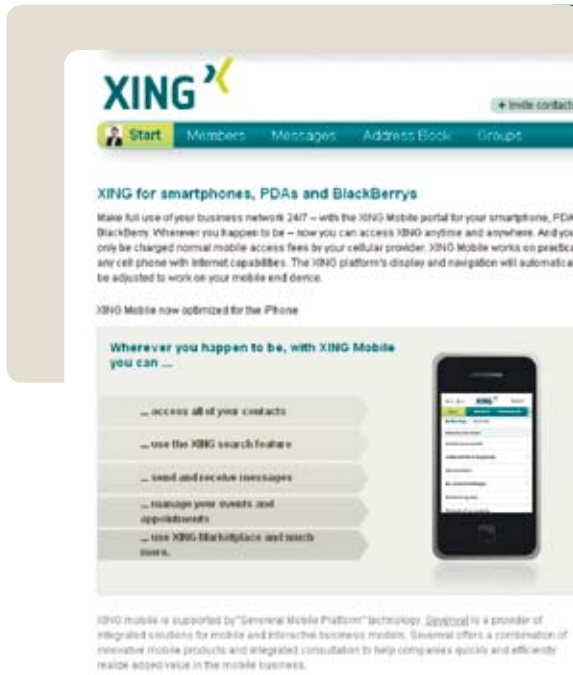 XING
+ Invite contacts
Start Members Messages Address Book Groups
XING for smartphones, PDAs and BlackBerrys
Make full use of your business network 24/7 – with the XING Mobile portal for your smartphone, PDA
BlackBerry. Wherever you happen to be – now you can access XING anytime and anywhere. And you
only be charged normal mobile access fees by your cellular provider. XING Mobile works on practica
any cell phone with Internet capabilities. The XING platform's display and navigation will automatica
be adjusted to work on your mobile end device.
XING Mobile now optimized for the iPhone
Wherever you happen to be, with XING Mobile
you can ...
... access all of your contacts
... use the XING search feature
... send and receive messages
... manage your events and
appointments
... use XING Marketplace and much
more.
XING
XING mobile is supported by "Sevenval Mobile Platform" technology. Sevenval is a provider of
integrated solutions for mobile and interactive business models. Sevenval offers a combination of
innovative mobile products and integrated consultation to help companies quickly and efficiently
realize added value in the mobile business.